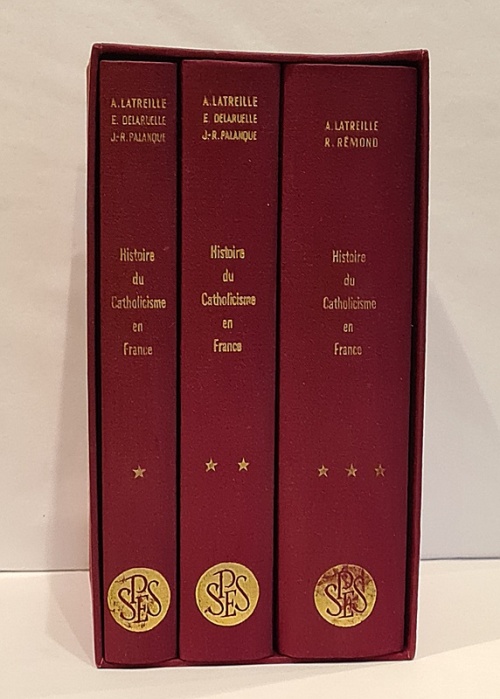 A. LATREILLE
E. DELARUELLE
J.-R. PALANQUE
Histoire
du
Catholicisme
en
France
SPES
A. LATREILLE
E. DELARUELLE
J.-R. PALANQUE
Histoire
du
Catholicisme
en
France
SPES
A. LATREILLE
R. RÉMOND
Histoire
du
Catholicisme
en
France
SPES